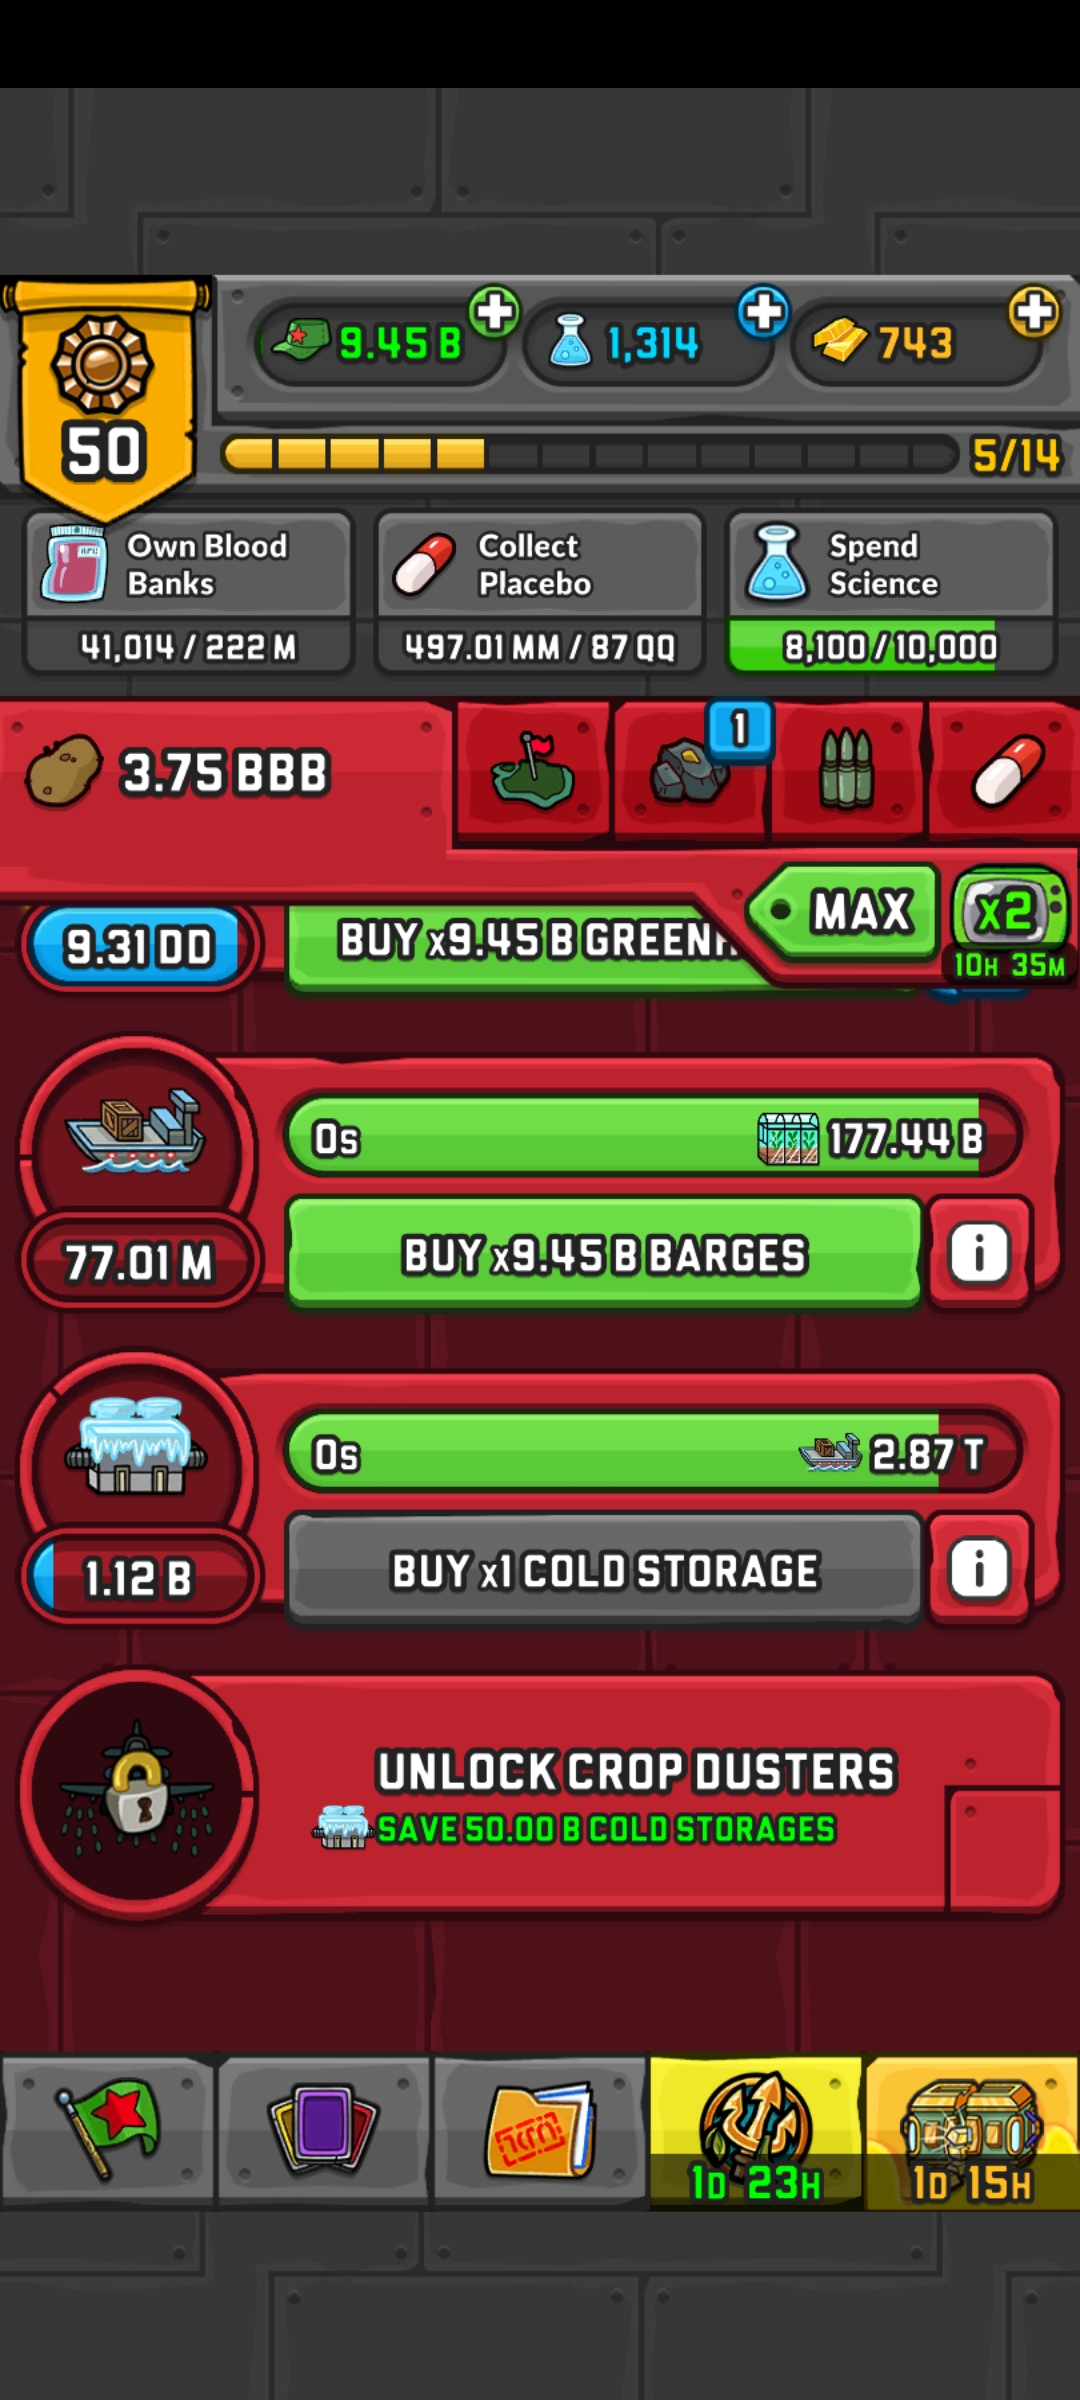 9.45 B
1,314
743
50
5/14
Own Blood
Banks
41,014 / 222 M
Collect
Placebo
497.01 MM / 87 QQ
Spend
Science
8,100 / 10,000
3.75 BBB
1
MAX
x2
10H 35M
9.31 DD
BUY x9.45 B
0s
177.44 B
77.01 M
BUY x9.45 B BARGES
i
0s
2.87 T
1.12 B
BUY x1 COLD STORAGE
i
UNLOCK CROP DUSTERS
SAVE 50.00 B COLD STORAGES
1D 23H
1D 15H